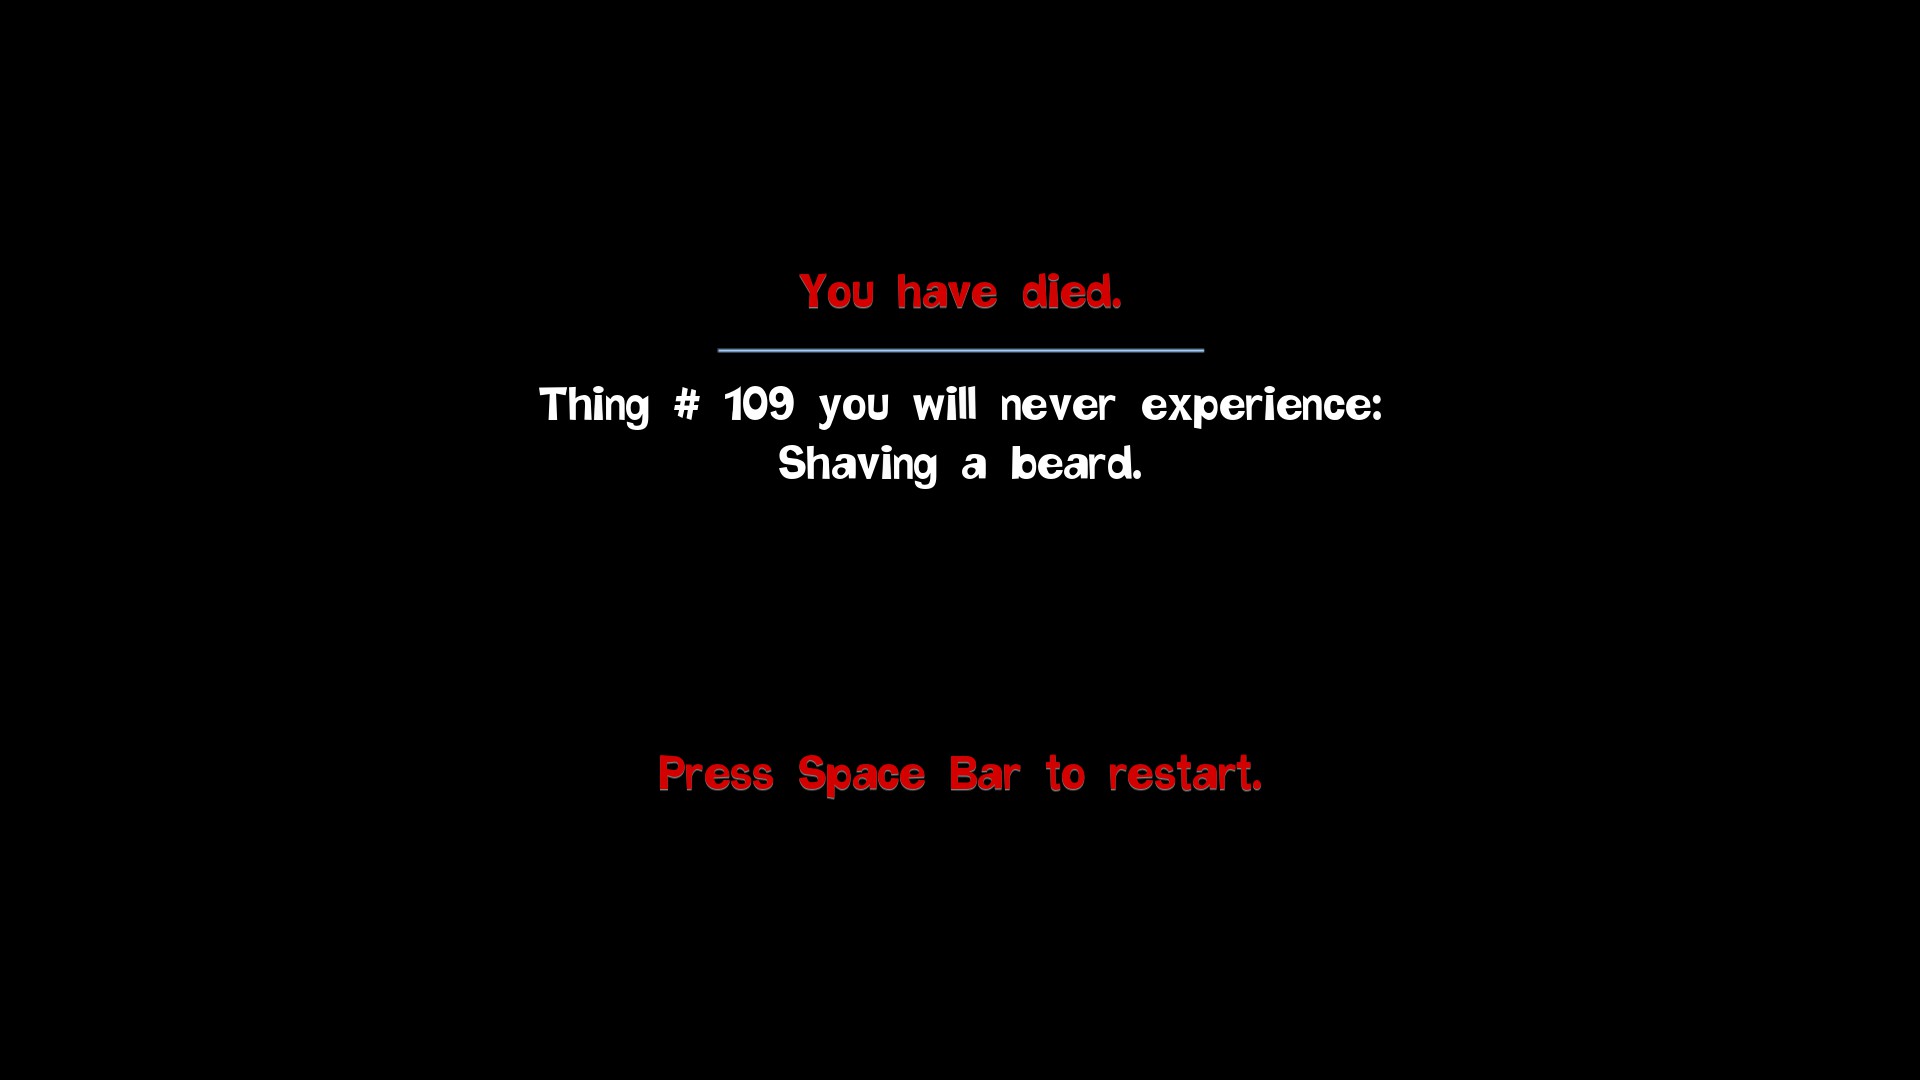 You have died.
Thing # 109 you will never experience:
Shaving a beard.
Press Space Bar to restart.